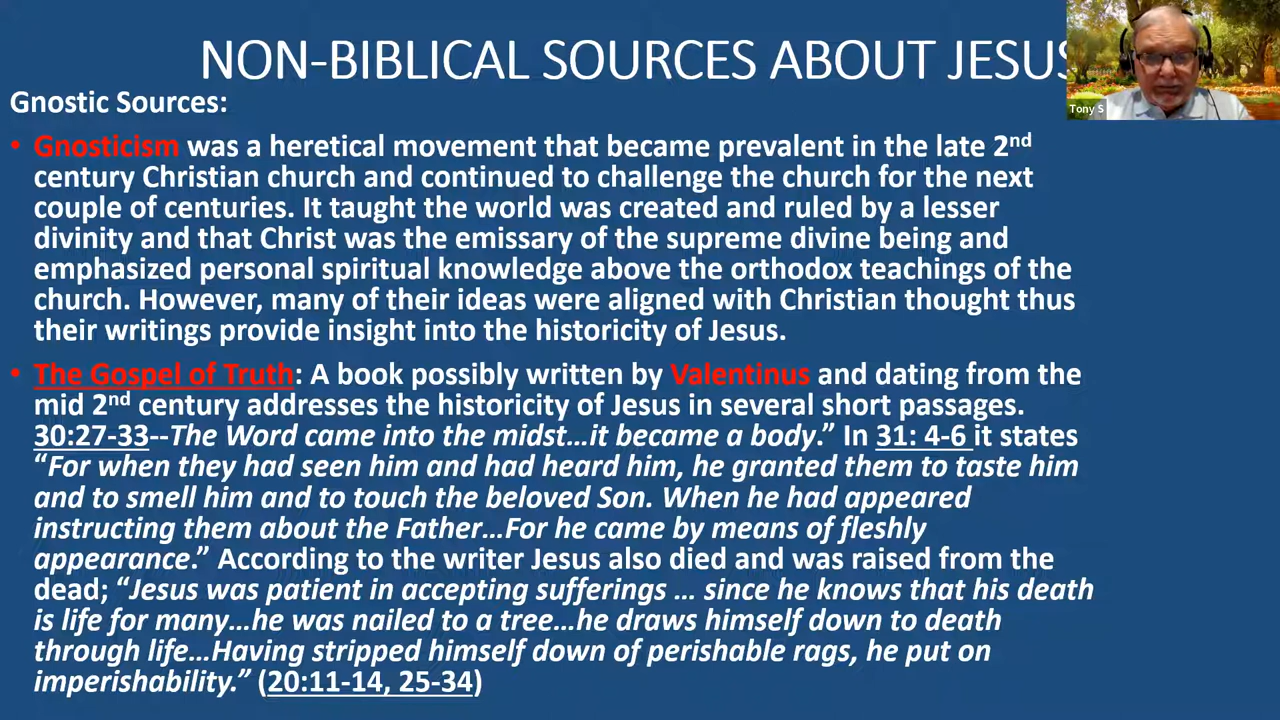 NON-BIBLICAL SOURCES ABOUT JESUS
Tony S
Gnostic Sources:
• Gnosticism was a heretical movement that became prevalent in the late 2nd
century Christian church and continued to challenge the church for the next
couple of centuries. It taught the world was created and ruled by a lesser
divinity and that Christ was the emissary of the supreme divine being and
emphasized personal spiritual knowledge above the orthodox teachings of the
church. However, many of their ideas were aligned with Christian thought thus
their writings provide insight into the historicity of Jesus.
• The Gospel of Truth: A book possibly written by Valentinus and dating from the
mid 2nd century addresses the historicity of Jesus in several short passages.
30:27-33--The Word came into the midst…it became a body.” In 31: 4-6 it states
“For when they had seen him and had heard him, he granted them to taste him
and to smell him and to touch the beloved Son. When he had appeared
instructing them about the Father…For he came by means of fleshly
appearance.” According to the writer Jesus also died and was raised from the
dead; “Jesus was patient in accepting sufferings … since he knows that his death
is life for many…he was nailed to a tree…he draws himself down to death
through life…Having stripped himself down of perishable rags, he put on
imperishability.” (20:11-14, 25-34)